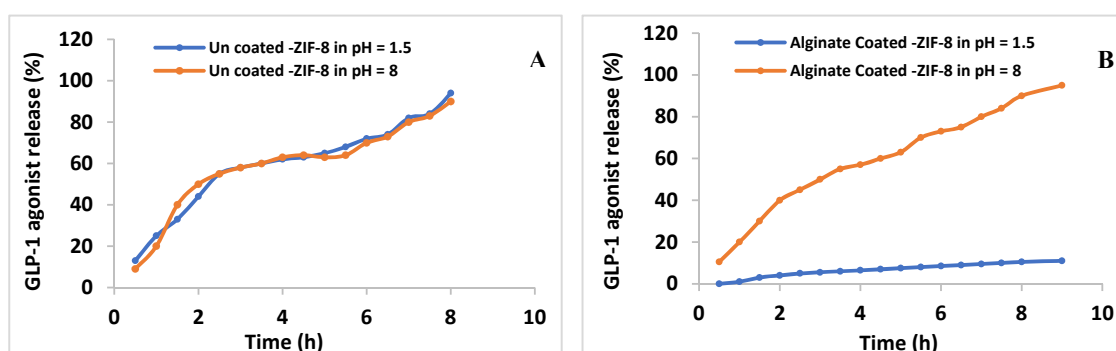 Un coated -ZIF-8 in pH = 1.5
Un coated -ZIF-8 in pH = 8
A
GLP-1 agonist release (%)
120
100
80
60
40
20
0
0 2 4 6 8 10
Time (h)
Alginate Coated -ZIF-8 in pH = 1.5
Alginate Coated -ZIF-8 in pH = 8
B
GLP-1 agonist release (%)
120
100
80
60
40
20
0
0 2 4 6 8 10
Time (h)